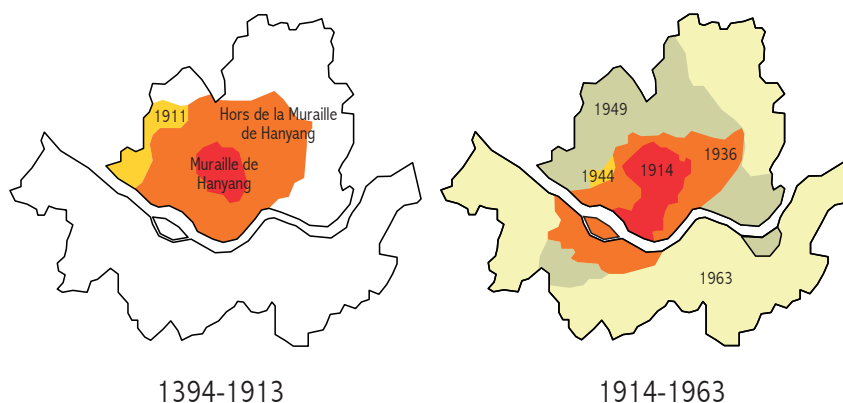 1911
Hors de la Muraille
de Hanyang
Muraille de
Hanyang
1394-1913
1949
1936
1944
1914
1963
1914-1963